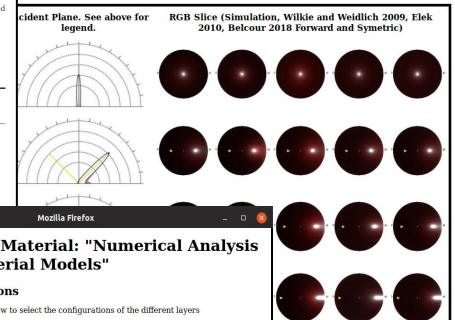 cident Plane. See above for
legend.
RGB Slice (Simulation, Wilkie and Weidlich 2009, Elek
2010, Belcour 2018 Forward and Symetric)
Mozilla Firefox
Material: "Numerical Analysis
erial Models"
ons
w to select the configurations of the different layers